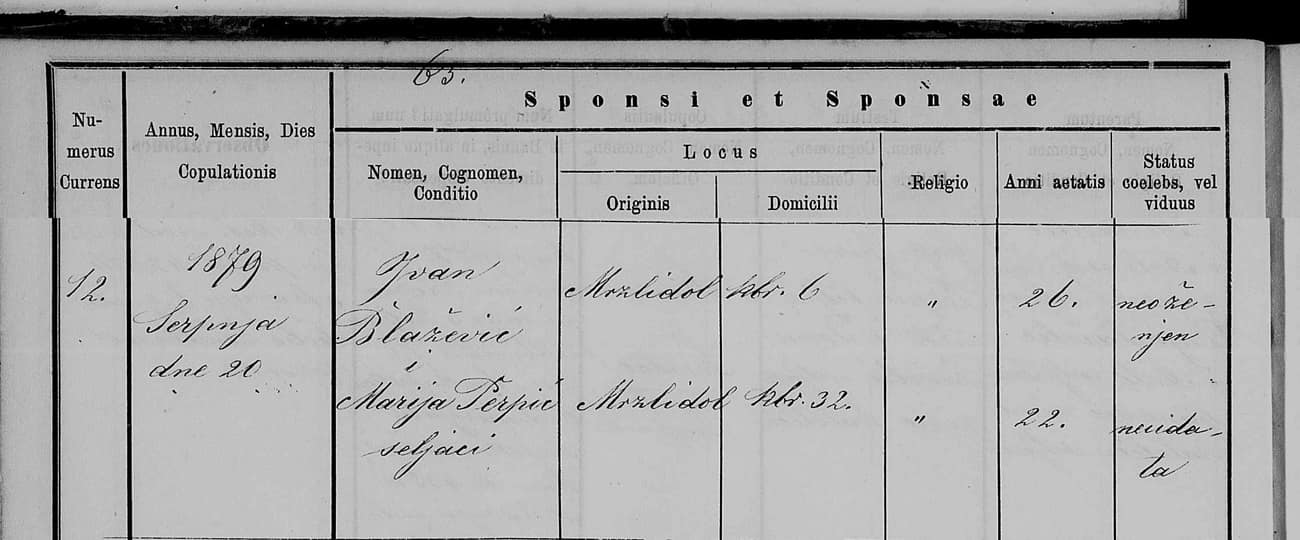 63.
Sponsi et Sponsae
Nu-
merus
Currens
Annus, Mensis, Dies
Copulationis
Nomen, Cognomen,
Conditio
Locus
Originis
Domicilii
Religio
Anni aetatis
Status
coelebs, vel
viduus
12.
1879
Serpnja
dne 20
Ivan
Blažević
i
Marija Perpić
seljaci
Mrzlidol kbr. 6
Mrzlidol kbr. 32.
"
"
26.
22.
neože-
njen
neuda-
ta